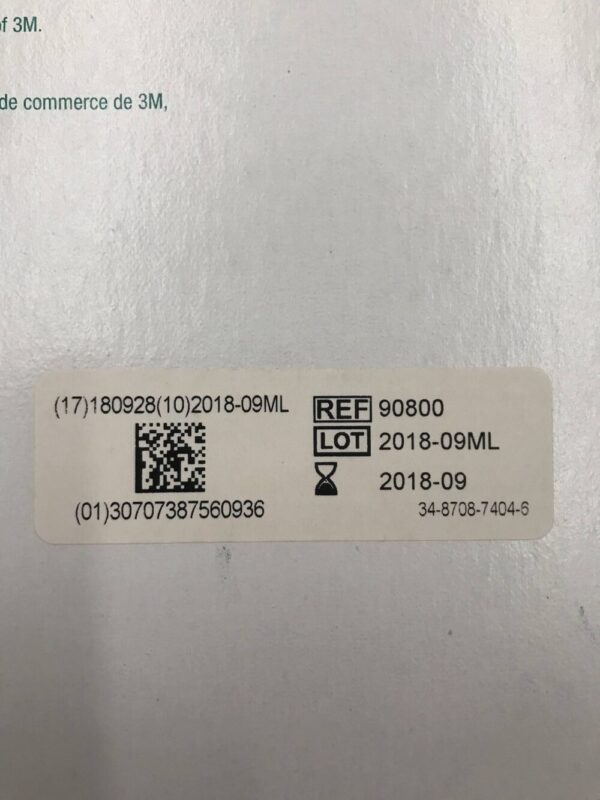 of 3M.
de commerce de 3M,
(17)180928(10)2018-09ML
(01)30707387560936
REF 90800
LOT 2018-09ML
2018-09
34-8708-7404-6